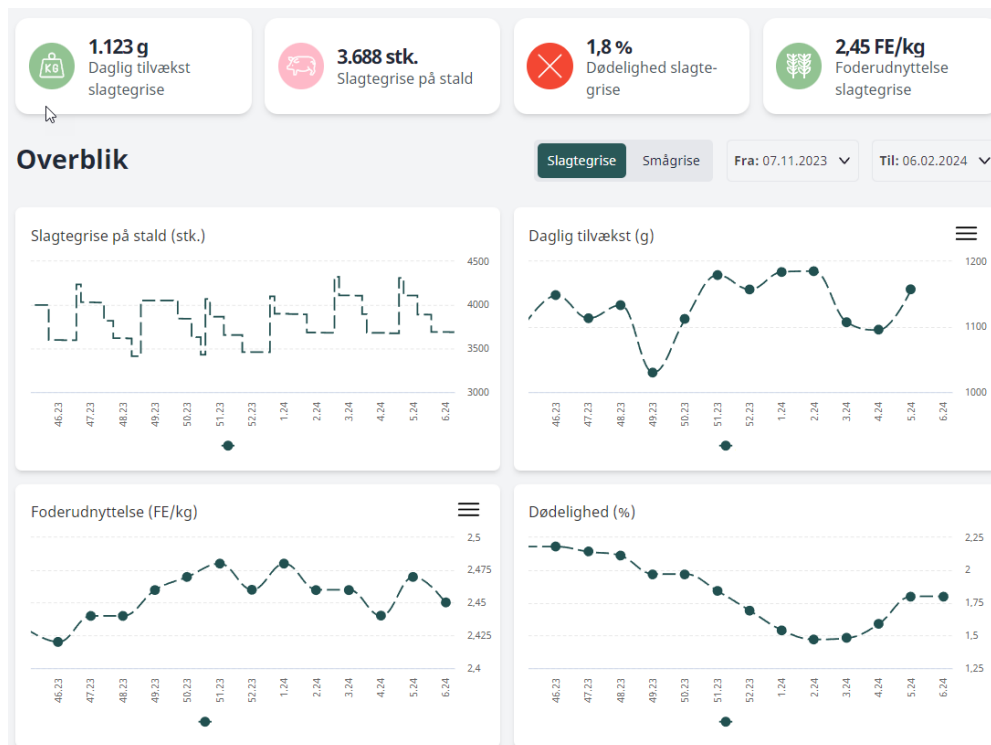 1.123 g
Daglig tilvækst
slagtegrise
3.688 stk.
Slagtegrise på stald
1,8 %
Dødelighed slagte-
grise
2,45 FE/kg
Foderudnyttelse
slagtegrise
KG
Overblik
Slagtegrise
Smågrise
Fra: 07.11.2023
Til: 06.02.2024
Slagtegrise på stald (stk.)
4500
4000
3500
3000
46.23 47.23 48.23 49.23 50.23 51.23 52.23 1.24 2.24 3.24 4.24 5.24 6.24
Daglig tilvækst (g)
1200
1100
1000
46.23 47.23 48.23 49.23 50.23 51.23 52.23 1.24 2.24 3.24 4.24 5.24 6.24
Foderudnyttelse (FE/kg)
2,5
2,475
2,45
2,425
2,4
46.23 47.23 48.23 49.23 50.23 51.23 52.23 1.24 2.24 3.24 4.24 5.24 6.24
Dødelighed (%)
2,25
2
1,75
1,5
1,25
46.23 47.23 48.23 49.23 50.23 51.23 52.23 1.24 2.24 3.24 4.24 5.24 6.24